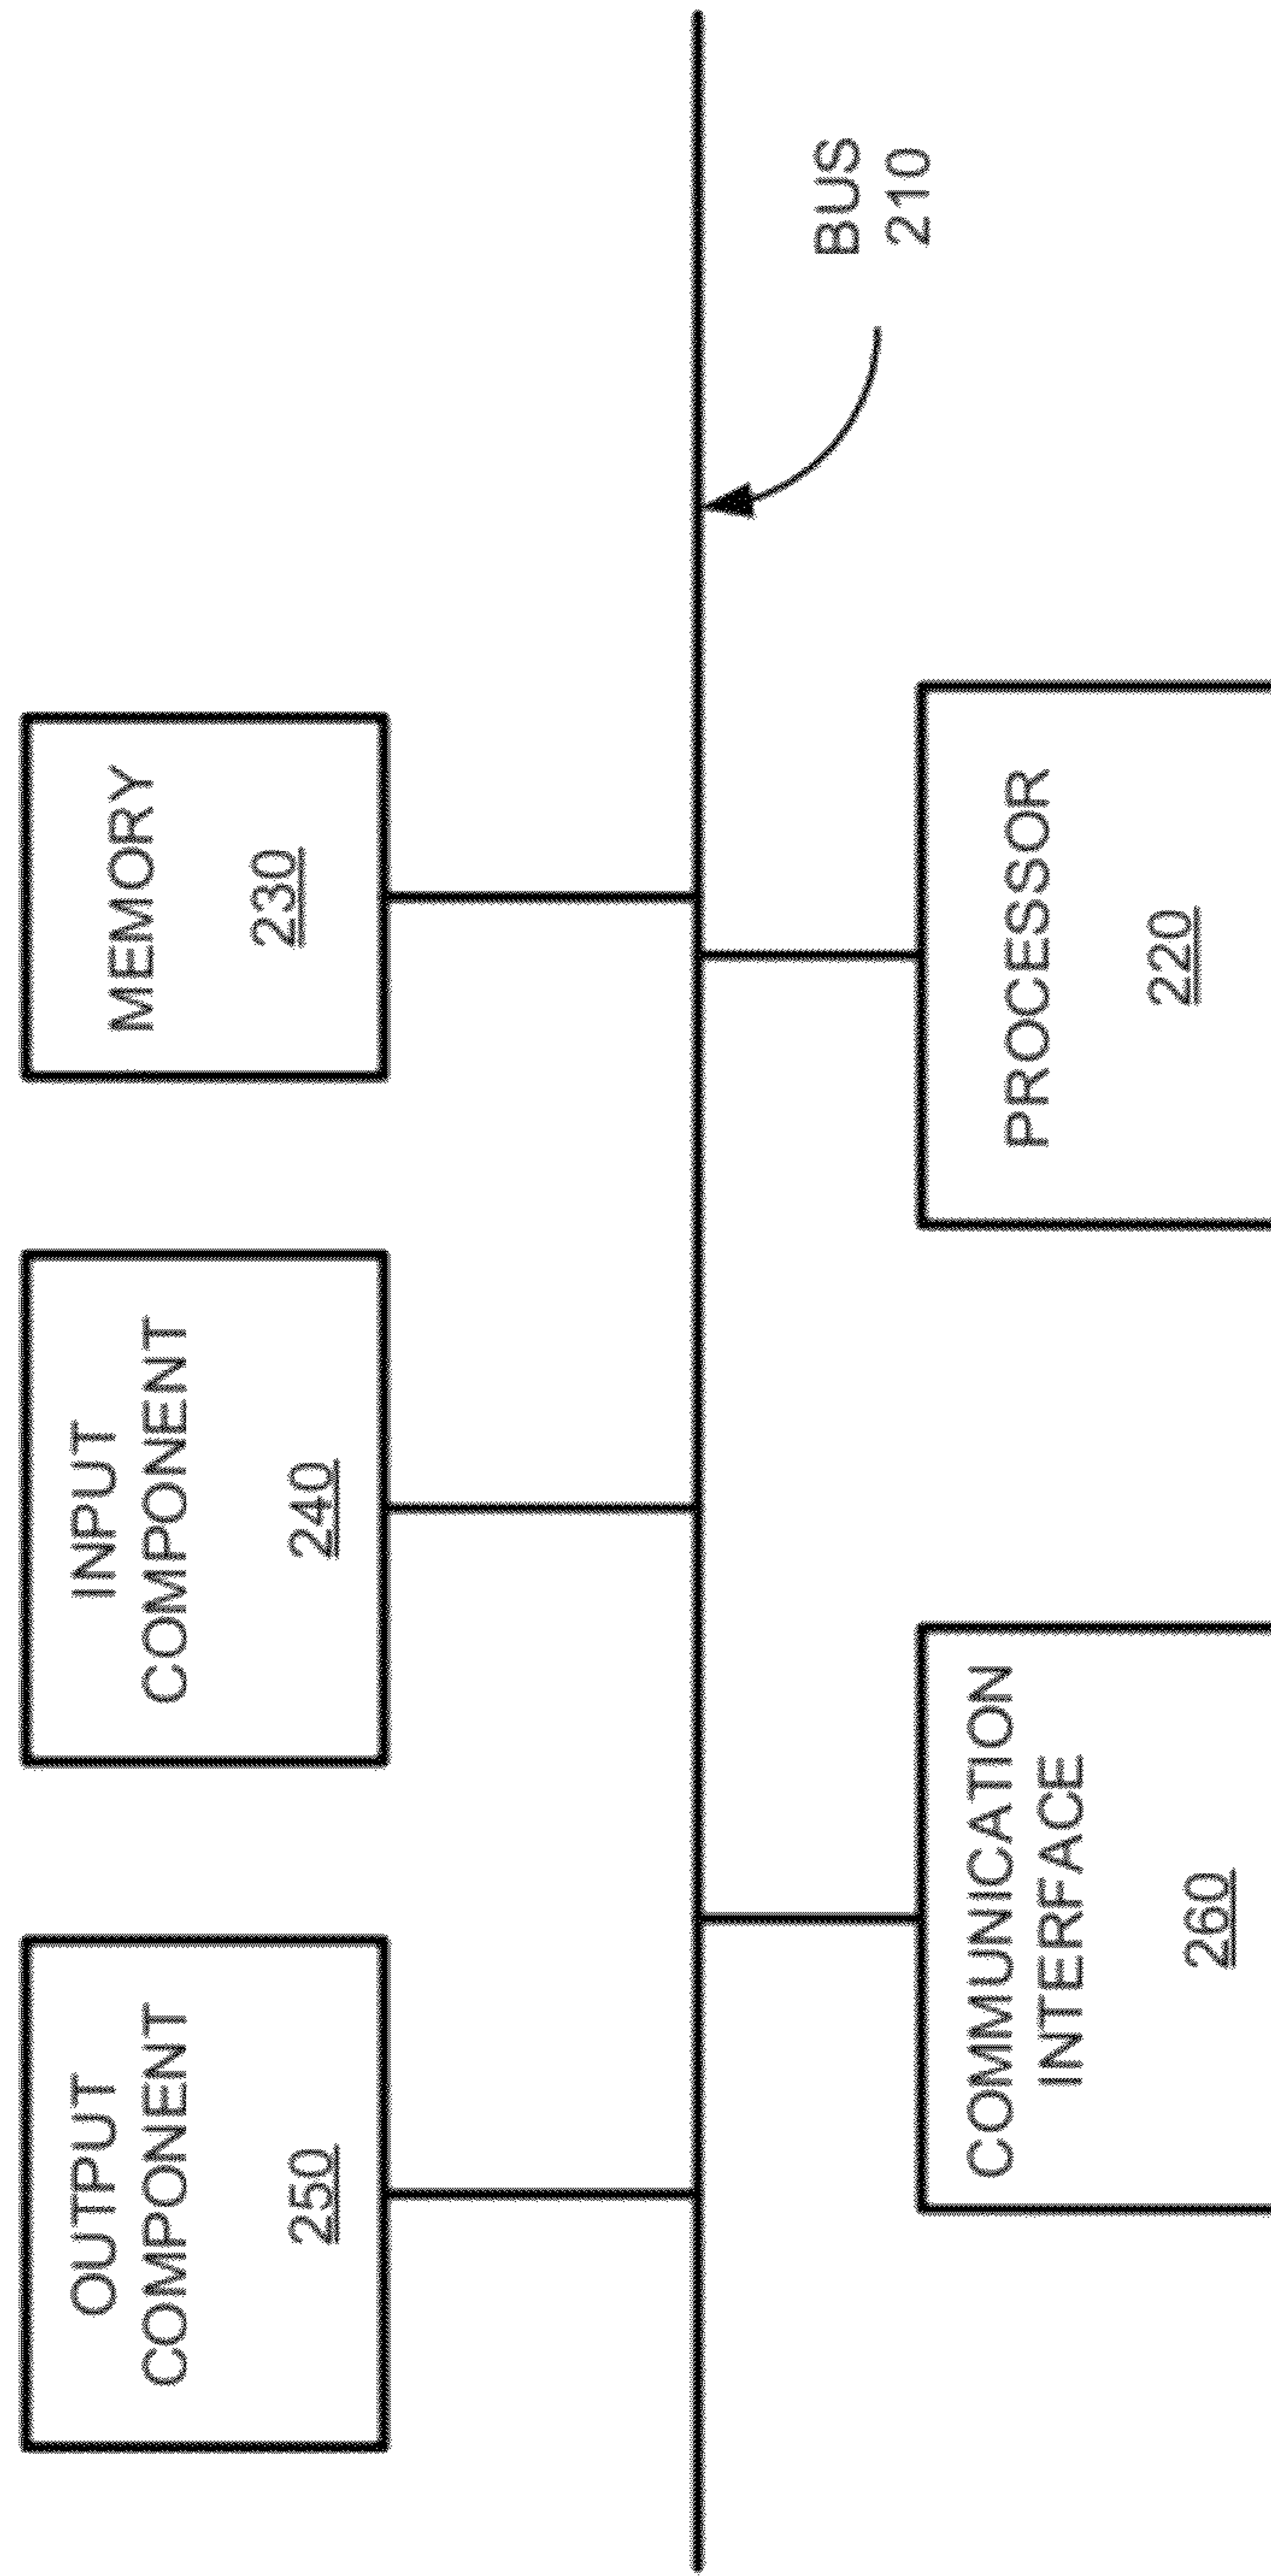 OUTPUT
COMPONENT
250
INPUT
COMPONENT
240
MEMORY
230
BUS
210
COMMUNICATION
INTERFACE
260
PROCESSOR
220